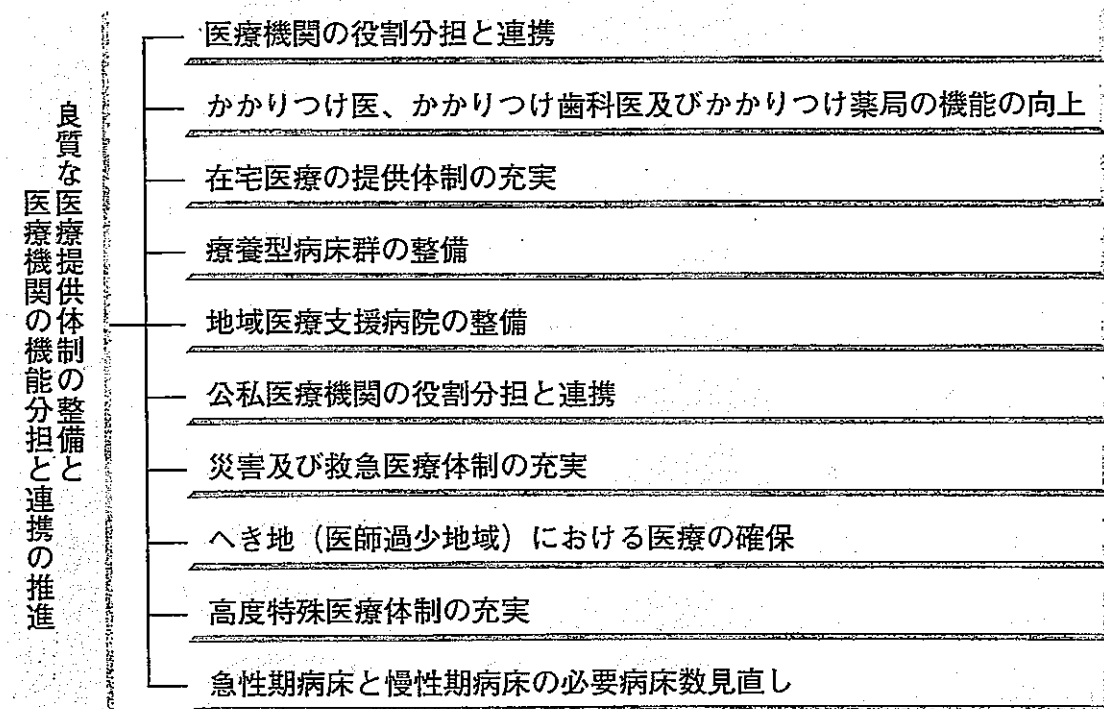 良質な医療提供体制の整備と
医療機関の機能分担と連携の推進
医療機関の役割分担と連携
かかりつけ医、かかりつけ歯科医及びかかりつけ薬局の機能の向上
在宅医療の提供体制の充実
療養型病床群の整備
地域医療支援病院の整備
公私医療機関の役割分担と連携
災害及び救急医療体制の充実
へき地（医師過少地域）における医療の確保
高度特殊医療体制の充実
急性期病床と慢性期病床の必要病床数見直し